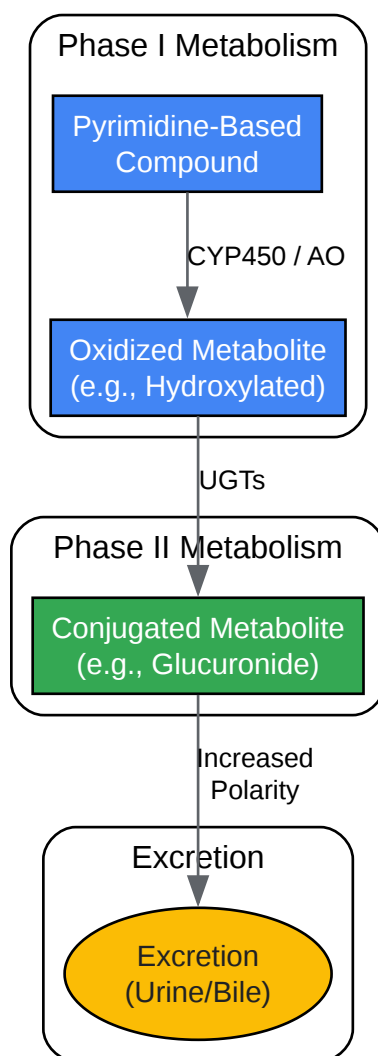 Phase I Metabolism
Pyrimidine-Based
Compound
CYP450 / AO
Oxidized Metabolite
(e.g., Hydroxylated)
UGTs
Phase II Metabolism
Conjugated Metabolite
(e.g., Glucuronide)
Increased
Polarity
Excretion
Excretion
(Urine/Bile)